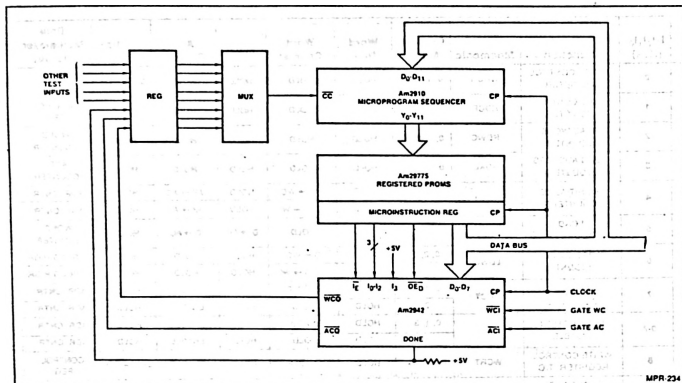 OTHER
TEST
INPUTS
REG
MUX
D0-D11
CC
Am2910
MICROPROGRAM SEQUENCER
CP
Y0-Y11
Am29775
REGISTERED PROMS
MICROINSTRUCTION REG
CP
3
+5V
DATA BUS
IE
I0-I2
I3
OED
D0-D7
CP
CLOCK
WCO
Am2942
WCI
GATE WC
ACO
ACI
GATE AC
DONE
+5V
MPR-234